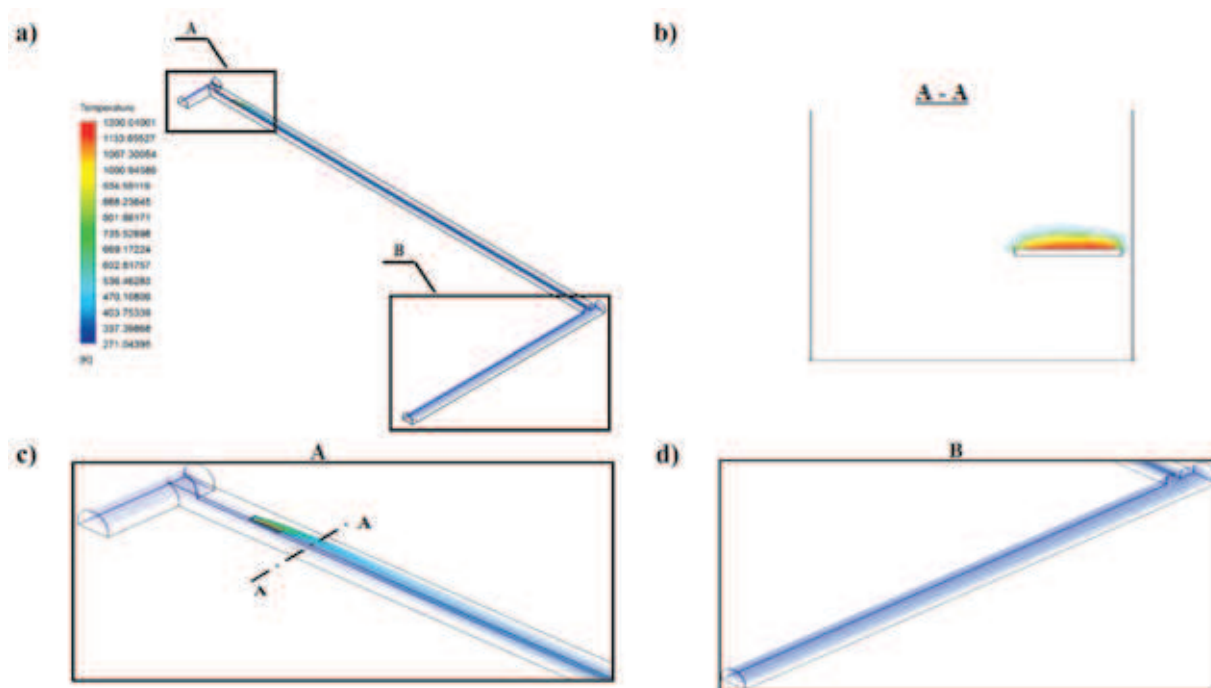 a)
A
Temperature
1200.01001
1133.65527
1067.30054
1000.94580
934.59119
868.23645
801.88171
735.52698
669.17224
602.81757
536.46283
470.10809
403.75336
337.39868
271.04395
[K]
B
b)
A - A
c)
A
A
A
d)
B